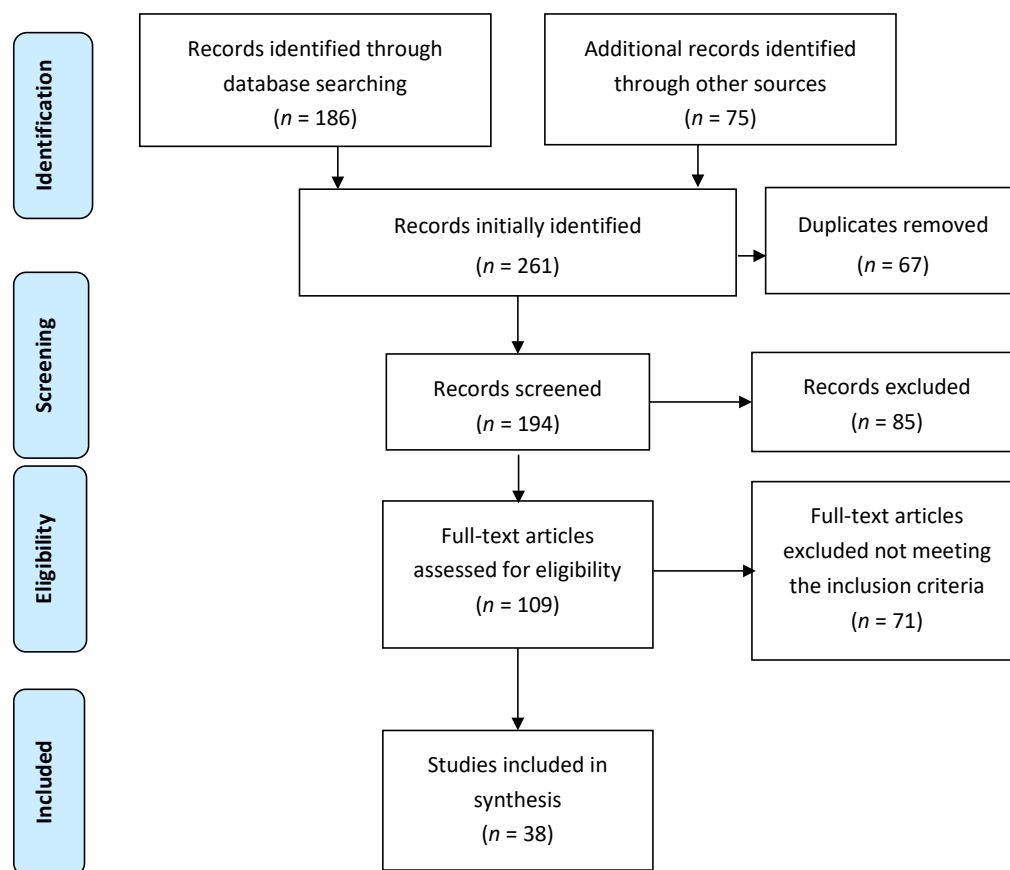 Identification
Records identified through
database searching
(n = 186)
Additional records identified
through other sources
(n = 75)
Records initially identified
(n = 261)
Duplicates removed
(n = 67)
Screening
Records screened
(n = 194)
Records excluded
(n = 85)
Eligibility
Full-text articles
assessed for eligibility
(n = 109)
Full-text articles
excluded not meeting
the inclusion criteria
(n = 71)
Included
Studies included in
synthesis
(n = 38)